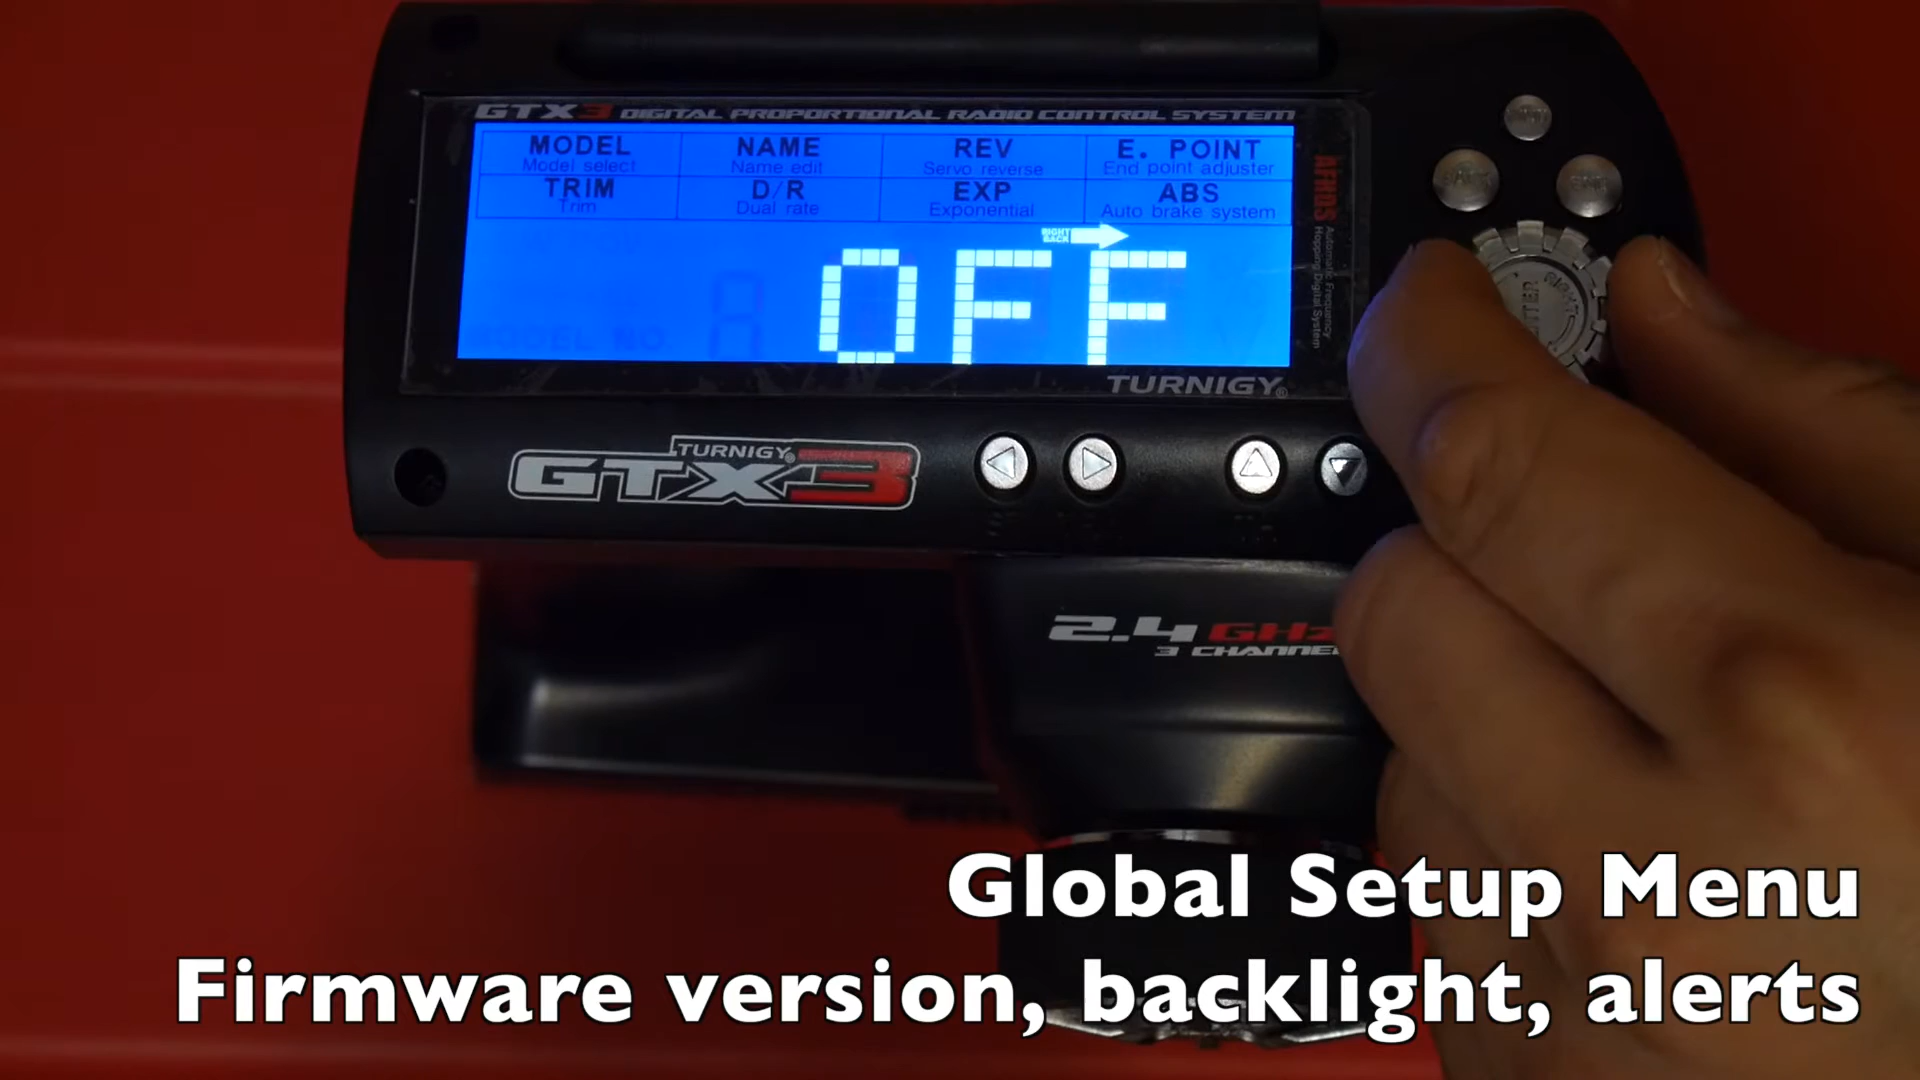 GTX3 DIGITAL PROPORTIONAL RADIO CONTROL SYSTEM
MODEL NAME REV E. POINT
Model select Name edit Servo reverse End point adjuster
TRIM D/R EXP ABS
Trim Dual rate Exponential Auto brake system
RIGHT
BACK
OFF
MODEL NO
AFHDS Automatic Frequency
Hopping Digital System
TURNIGY®
TURNIGY®
GTX3
RIGHT
2.4 GHz
3 CHANNEL
Global Setup Menu
Firmware version, backlight, alerts